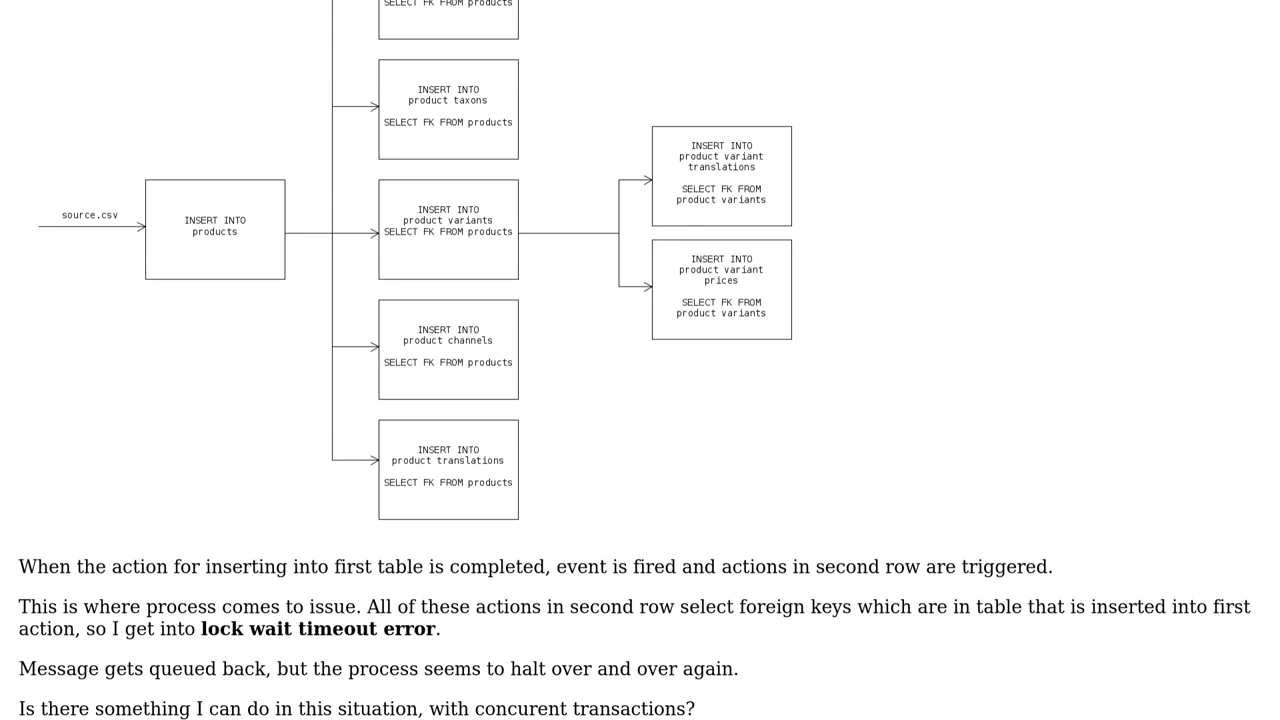 SELECT FK FROM products
INSERT INTO
product taxons
SELECT FK FROM products
INSERT INTO
product variant
translations
SELECT FK FROM
product variants
source.csv
INSERT INTO
products
INSERT INTO
product variants
SELECT FK FROM products
INSERT INTO
product variant
prices
SELECT FK FROM
product variants
INSERT INTO
product channels
SELECT FK FROM products
INSERT INTO
product translations
SELECT FK FROM products
When the action for inserting into first table is completed, event is fired and actions in second row are triggered.
This is where process comes to issue. All of these actions in second row select foreign keys which are in table that is inserted into first
action, so I get into lock wait timeout error.
Message gets queued back, but the process seems to halt over and over again.
Is there something I can do in this situation, with concurent transactions?